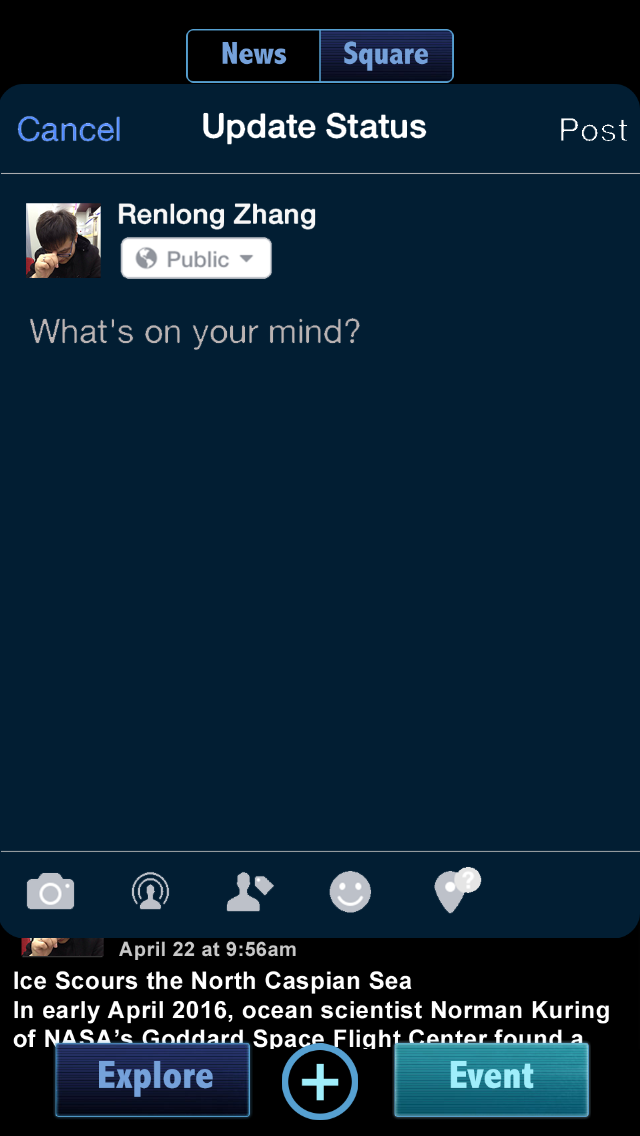 News Square
Cancel Update Status Post
Renlong Zhang
Public
What's on your mind?
?
April 22 at 9:56am
Ice Scours the North Caspian Sea
In early April 2016, ocean scientist Norman Kuring
of NASA’s Goddard Space Flight Center found a
Explore + Event